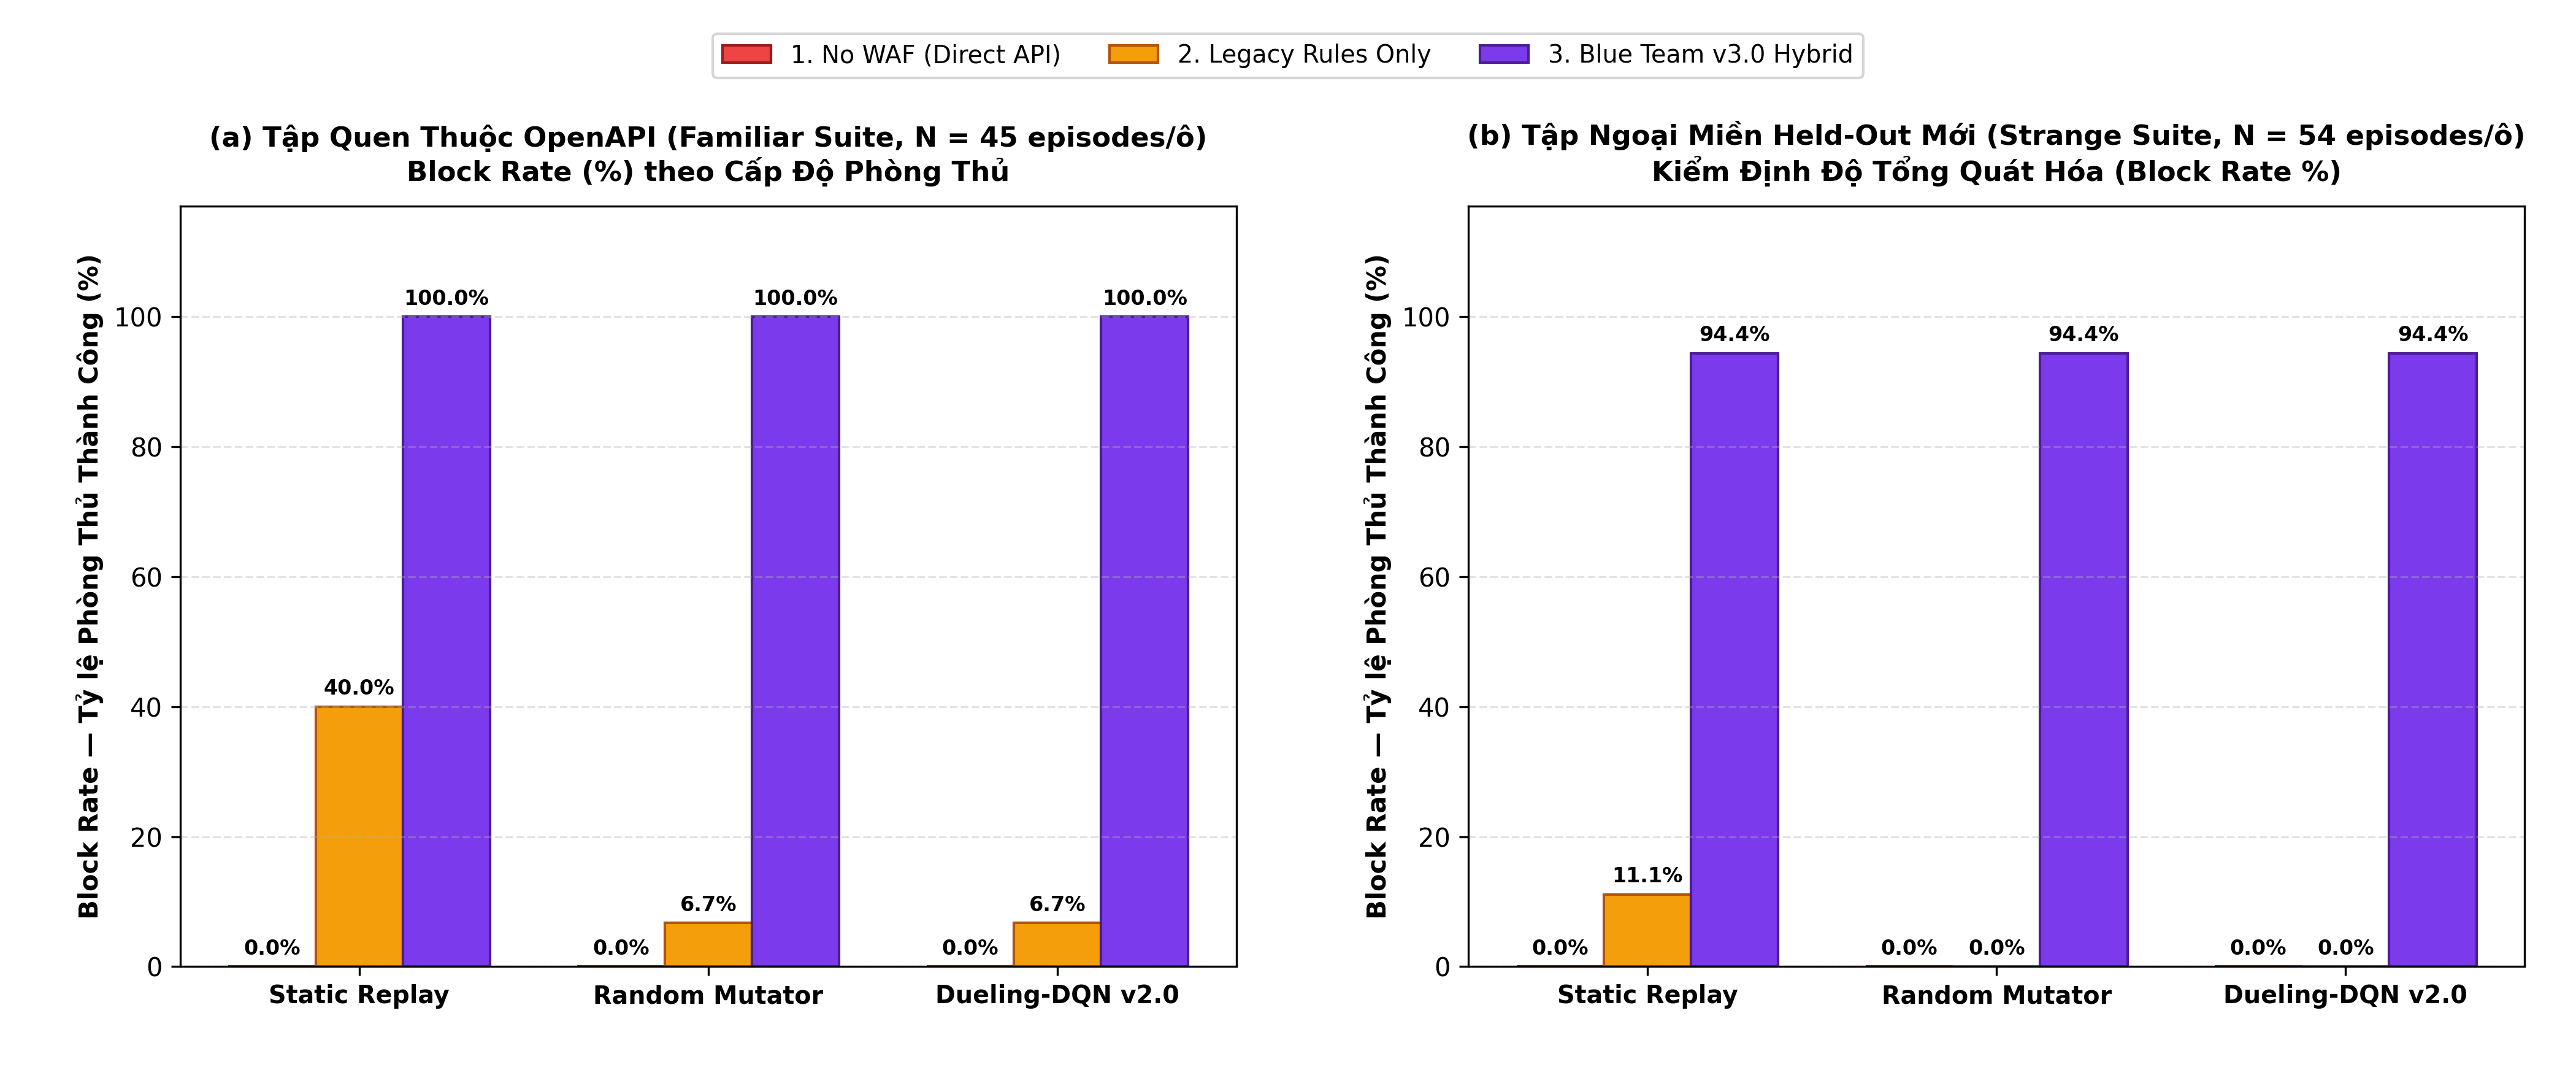 1. No WAF (Direct API)
2. Legacy Rules Only
3. Blue Team v3.0 Hybrid
(a) Tập Quen Thuộc OpenAPI (Familiar Suite, N = 45 episodes/ô)
Block Rate (%) theo Cấp Độ Phòng Thủ
Block Rate — Tỷ lệ Phòng Thủ Thành Công (%)
100
80
60
40
20
0
0.0%
40.0%
100.0%
0.0%
6.7%
100.0%
0.0%
6.7%
100.0%
Static Replay
Random Mutator
Dueling-DQN v2.0
(b) Tập Ngoại Miền Held-Out Mới (Strange Suite, N = 54 episodes/ô)
Kiểm Định Độ Tổng Quát Hóa (Block Rate %)
Block Rate — Tỷ lệ Phòng Thủ Thành Công (%)
100
80
60
40
20
0
0.0%
11.1%
94.4%
0.0%
0.0%
94.4%
0.0%
0.0%
94.4%
Static Replay
Random Mutator
Dueling-DQN v2.0